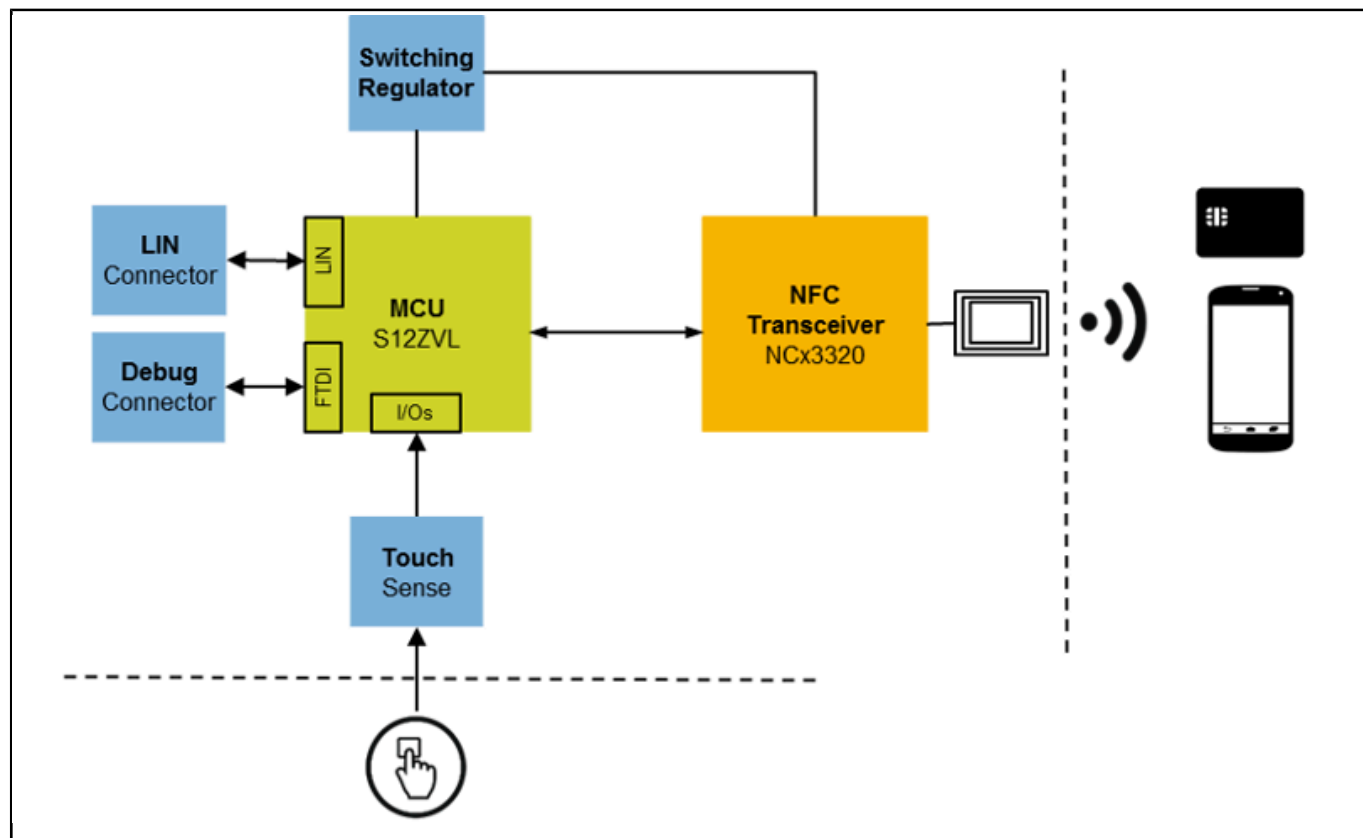 Switching
Regulator
LIN
Connector
LIN
MCU
S12ZVL
NFC
Transceiver
NCx3320
Debug
Connector
FTDI
I/Os
Touch
Sense